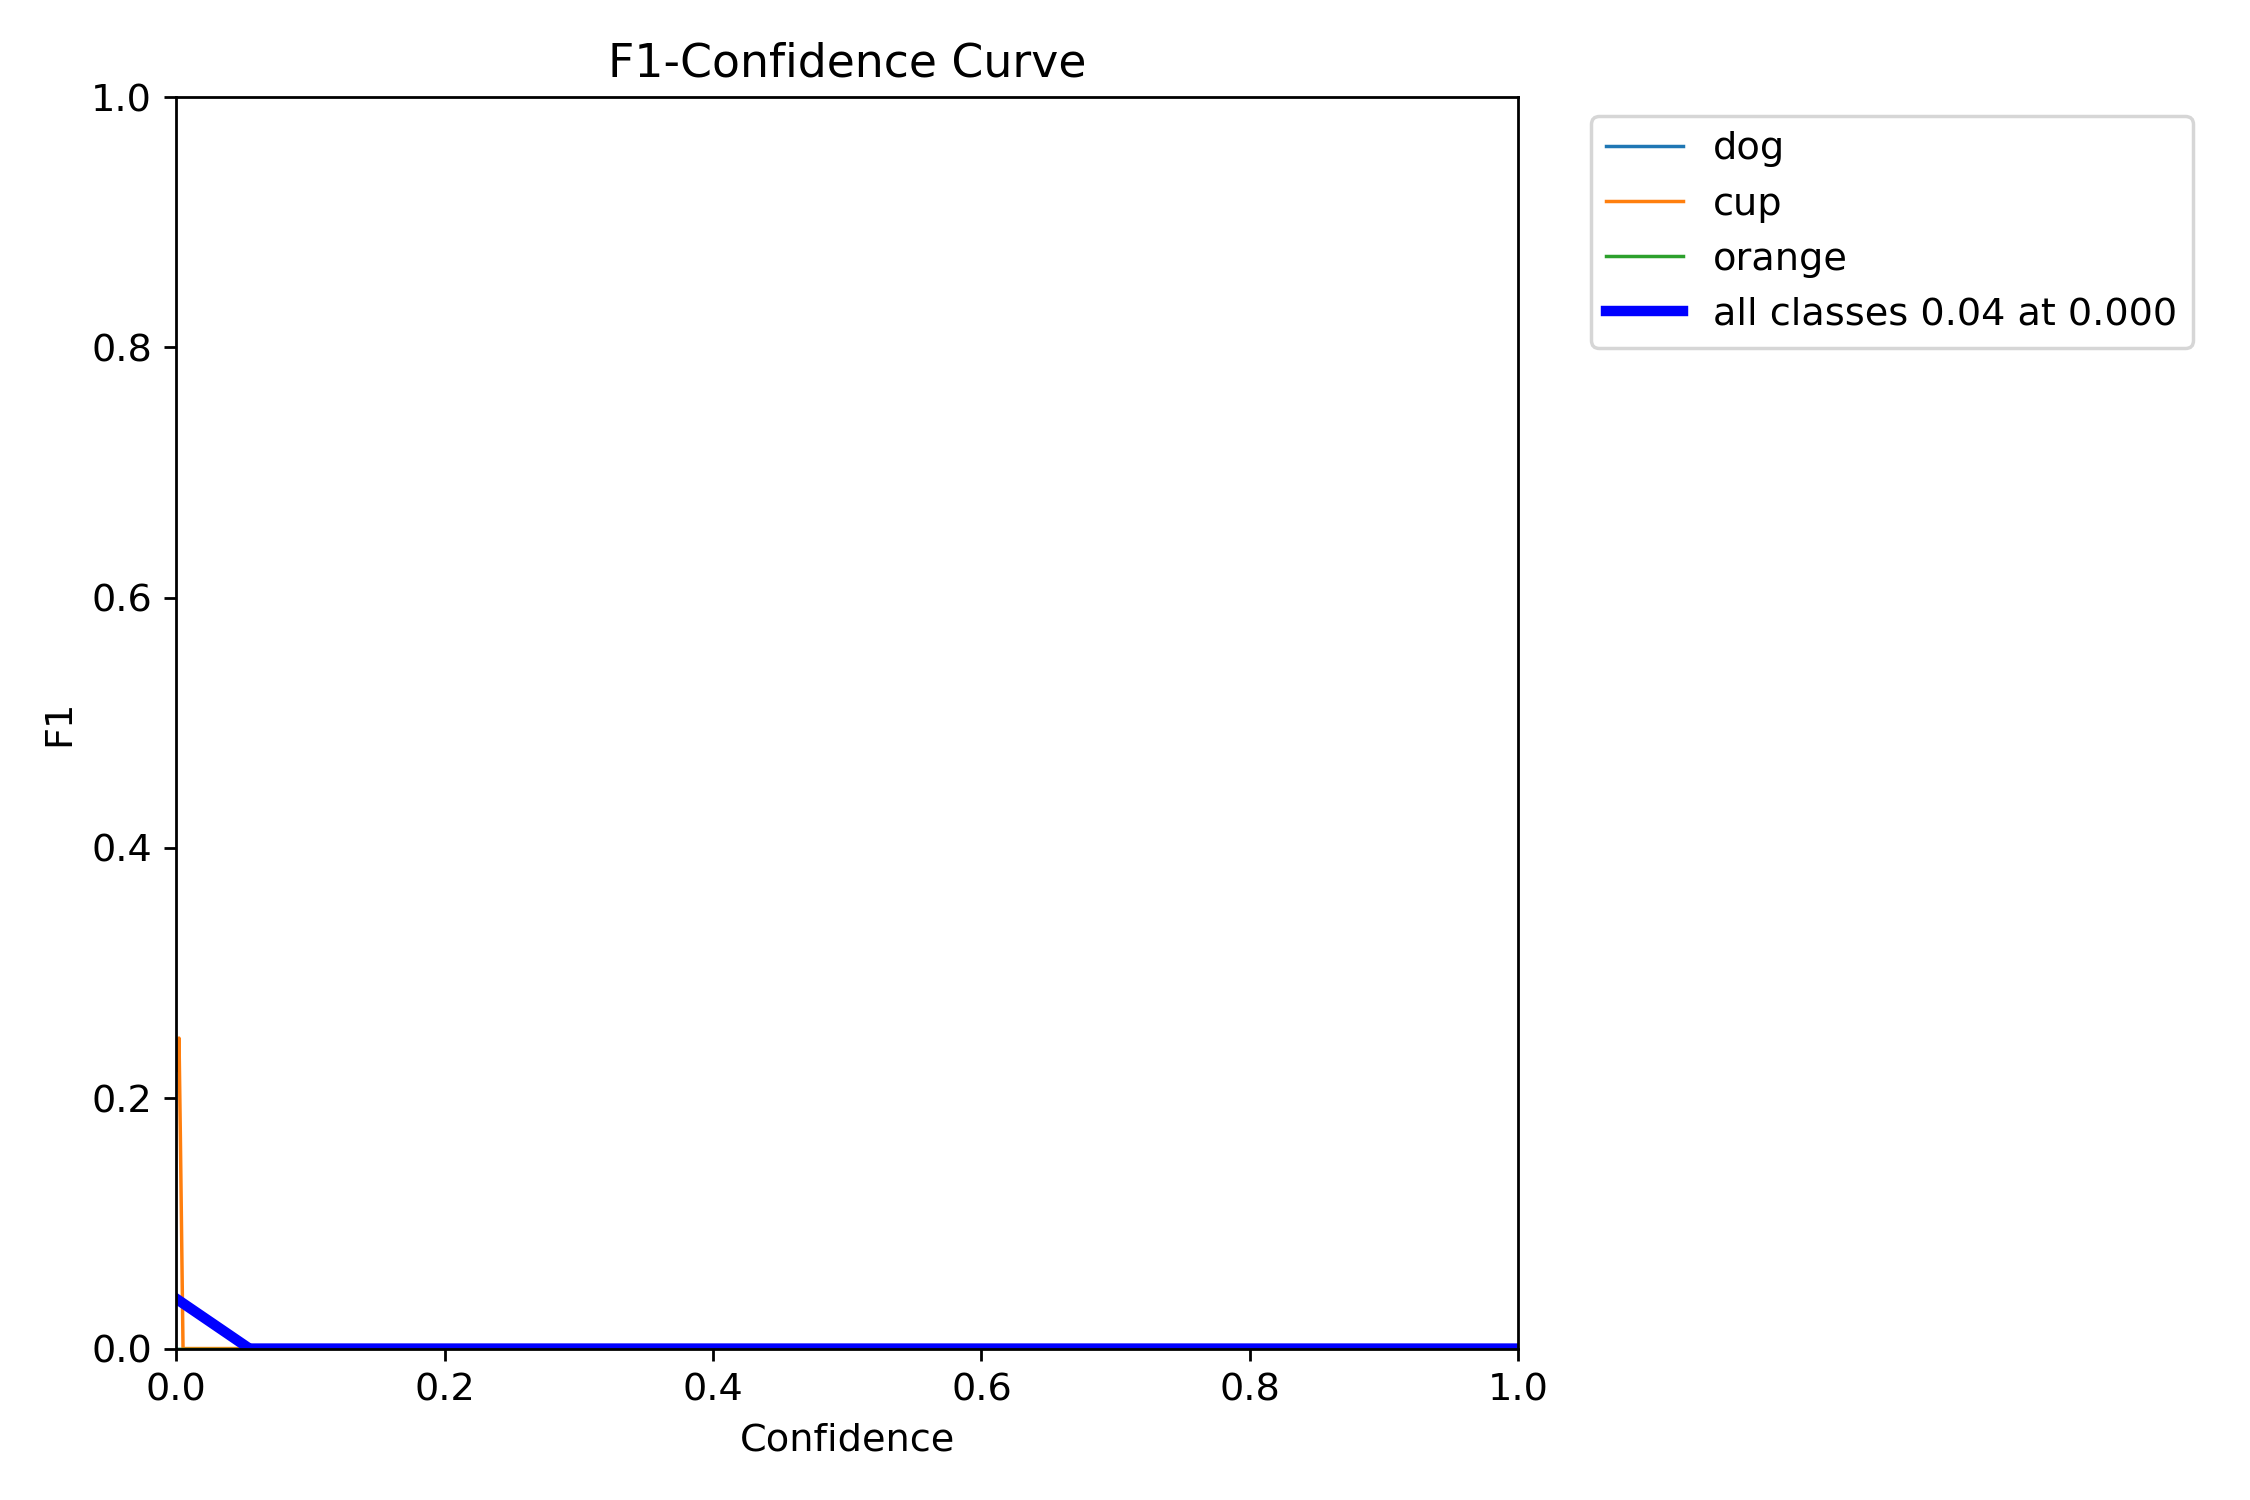 F1-Confidence Curve
1.0
0.8
0.6
0.4
0.2
0.0
F1
0.0 0.2 0.4 0.6 0.8 1.0
Confidence
dog
cup
orange
all classes 0.04 at 0.000